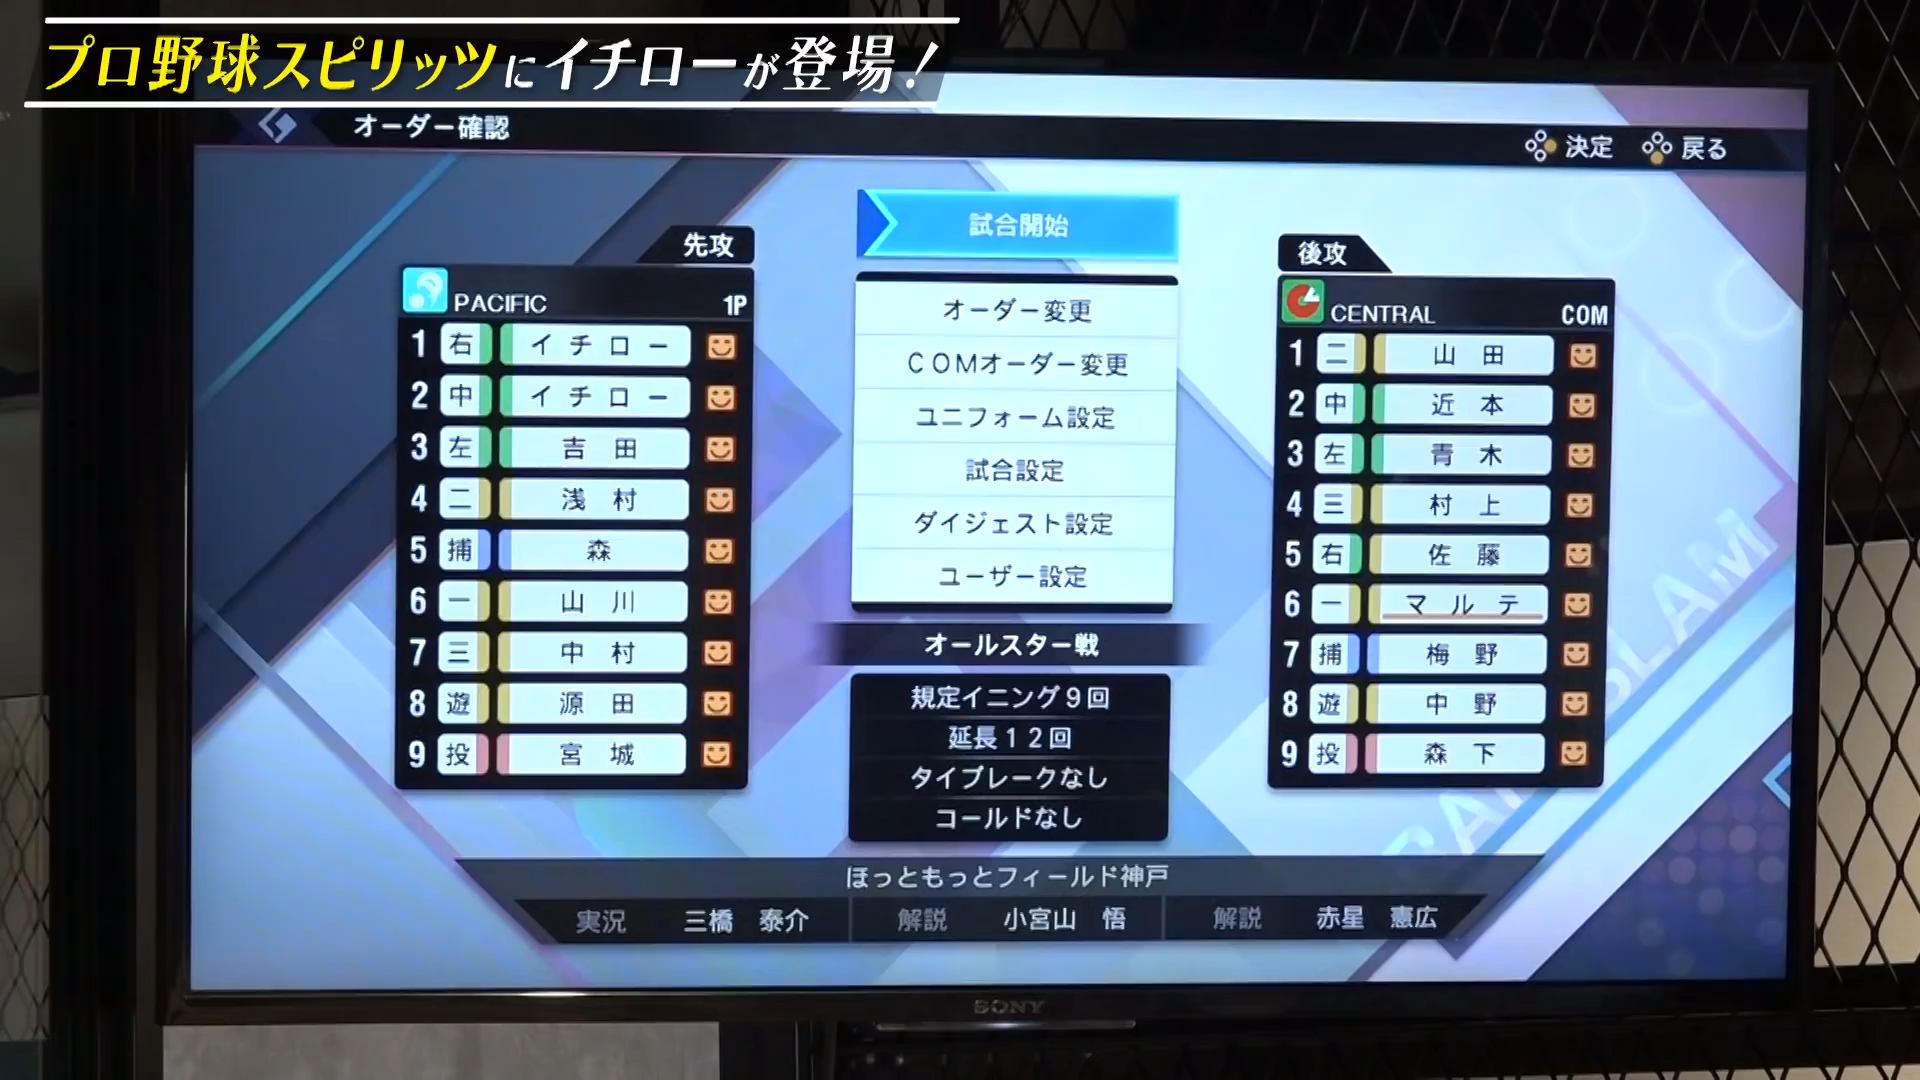 プロ野球スピリッツにイチローが登場!
オーダー確認
決定 戻る
先攻
PACIFIC 1P
1 右 イチロー
2 中 イチロー
3 左 吉田
4 二 浅村
5 捕 森
6 一 山川
7 三 中村
8 遊 源田
9 投 宮城
試合開始
オーダー変更
COMオーダー変更
ユニフォーム設定
試合設定
ダイジェスト設定
ユーザー設定
オールスター戦
規定イニング9回
延長12回
タイブレークなし
コールドなし
後攻
CENTRAL COM
1 二 山田
2 中 近本
3 左 青木
4 三 村上
5 右 佐藤
6 一 マルテ
7 捕 梅野
8 遊 中野
9 投 森下
ほっともっとフィールド神戸
実況 三橋 泰介 解説 小宮山 悟 解説 赤星 憲広
SONY